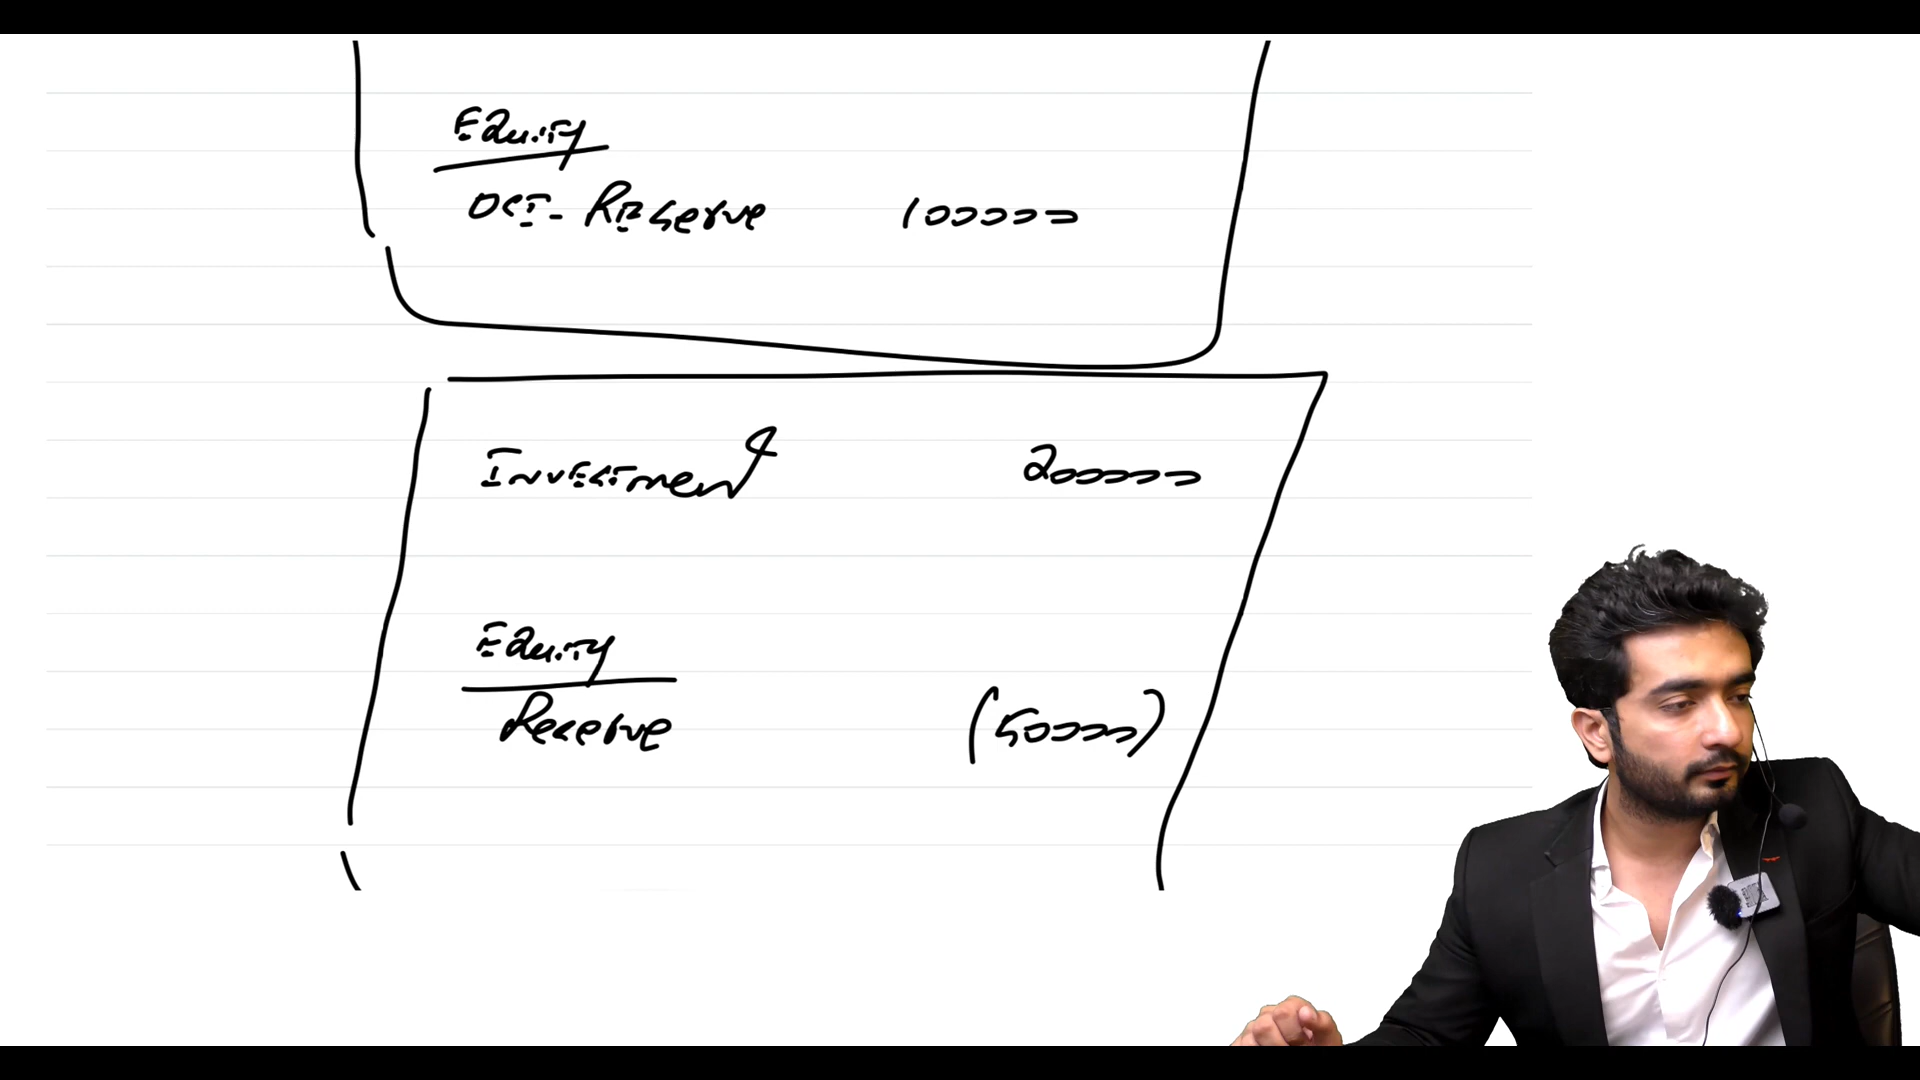 Equity
OCI- Reserve 100000
Investment 200000
Equity
Reserve (50000)